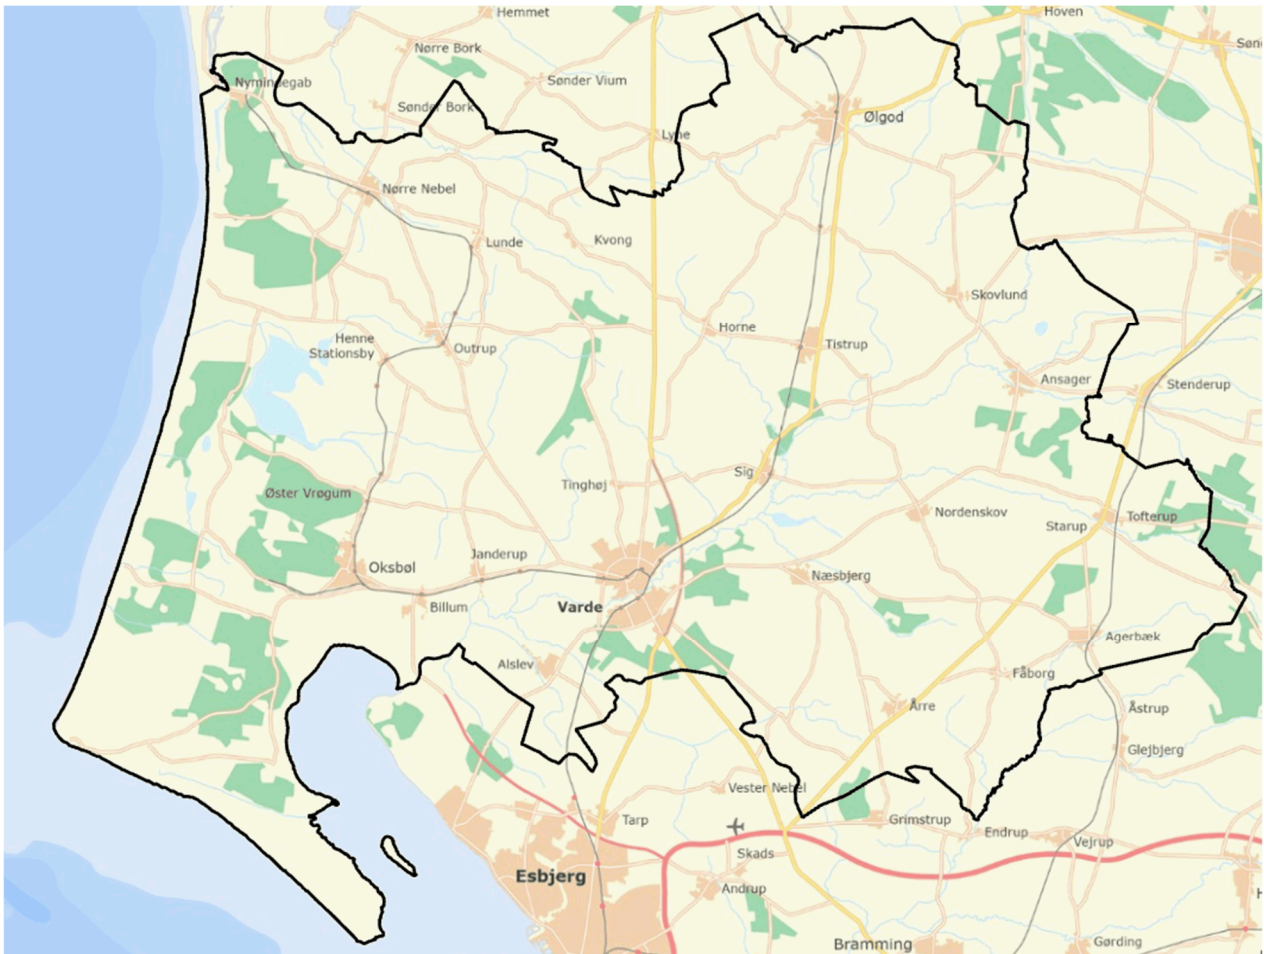 Hemmet
Hoven
Nørre Bork
Søn
Sønder Vium
Nymindegab
Sønder Bork
Ølgod
Lyne
Nørre Nebel
Kvong
Lunde
Skovlund
Horne
Henne
Stationsby
Tistrup
Outrup
Ansager
Stenderup
Sig
Tinghøj
Øster Vrøgum
Nordenskov
Tofterup
Starup
Janderup
Oksbøl
Næsbjerg
Billum
Varde
Agerbæk
Alslev
Fåborg
Årre
Åstrup
Glejbjerg
Vester Nebel
Tarp
Grimstrup
Endrup
Vejrup
Skads
Esbjerg
Andrup
H
Bramming
Gørding